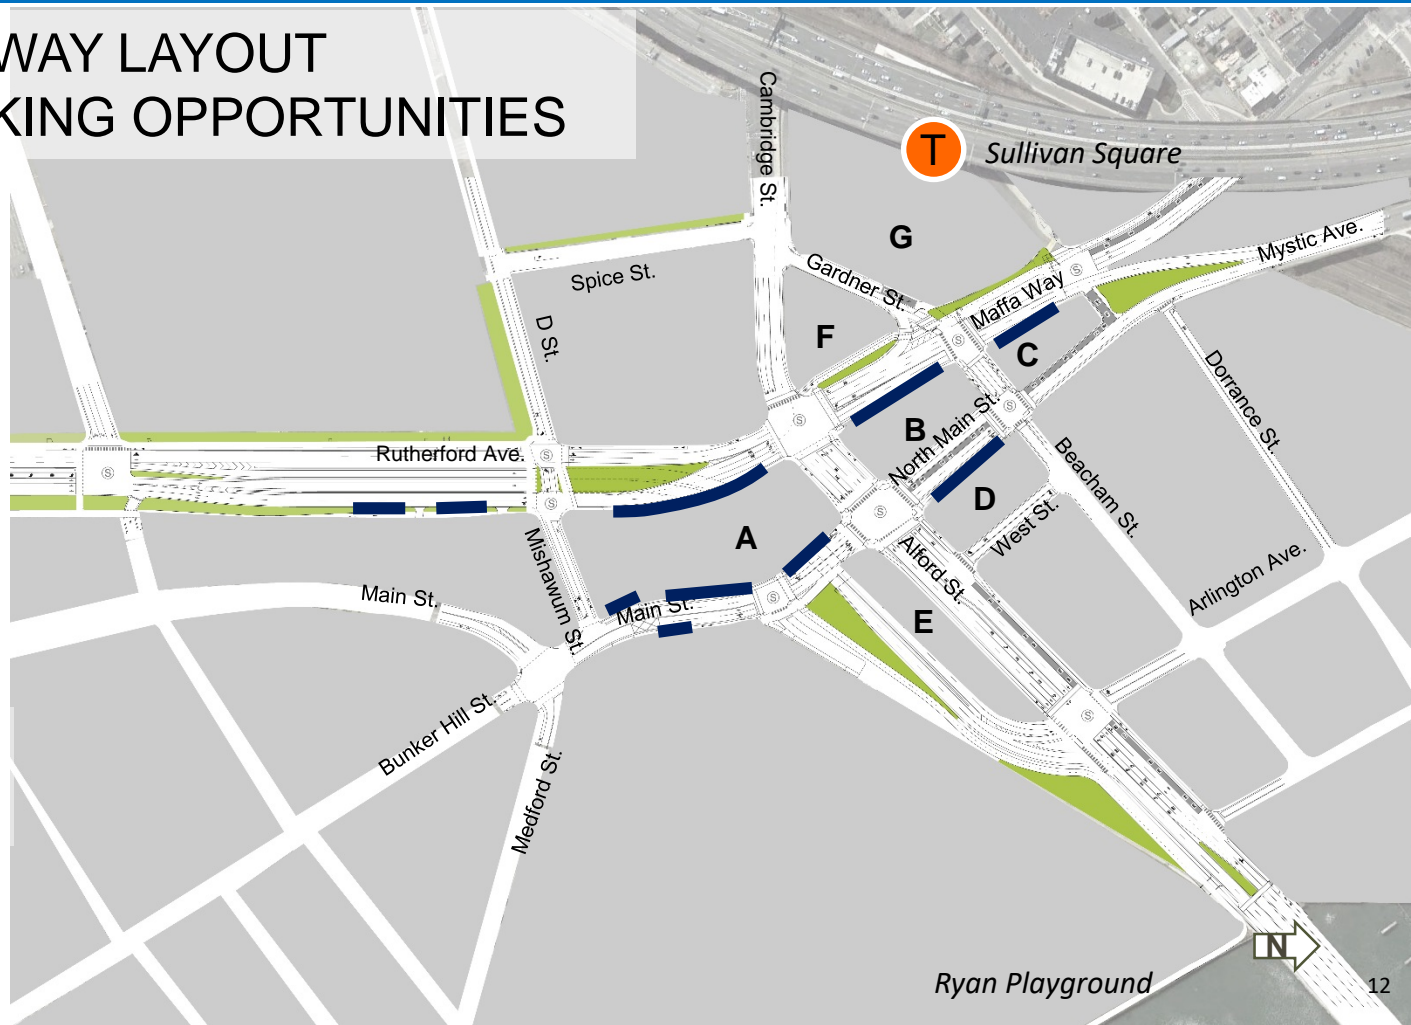 WAY LAYOUT
KING OPPORTUNITIES
Cambridge St.
T
Sullivan Square
G
Mystic Ave.
Spice St.
Gardner St.
Maffa Way
S
D St.
F
S
C
Dorrance St.
S
S
B
North Main St.
Beacham St.
Rutherford Ave.
S
S
S
D
West St.
S
A
Mishawum St.
Alford St.
Arlington Ave.
Main St.
Main St.
S
E
Bunker Hill St.
S
Medford St.
N
Ryan Playground
12